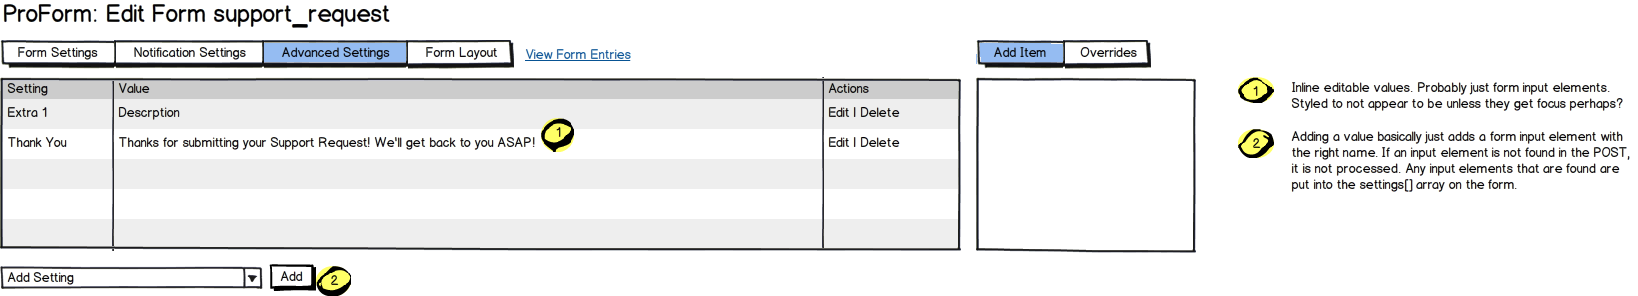 ProForm: Edit Form support_request
Form Settings Notification Settings Advanced Settings Form Layout View Form Entries Add Item Overrides
Setting Value Actions
Extra 1 Descrption Edit | Delete
Thank You Thanks for submitting your Support Request! We'll get back to you ASAP! 1 Edit | Delete
Add Setting Add 2
1 Inline editable values. Probably just form input elements.
Styled to not appear to be unless they get focus perhaps?
2 Adding a value basically just adds a form input element with
the right name. If an input element is not found in the POST,
it is not processed. Any input elements that are found are
put into the settings[] array on the form.